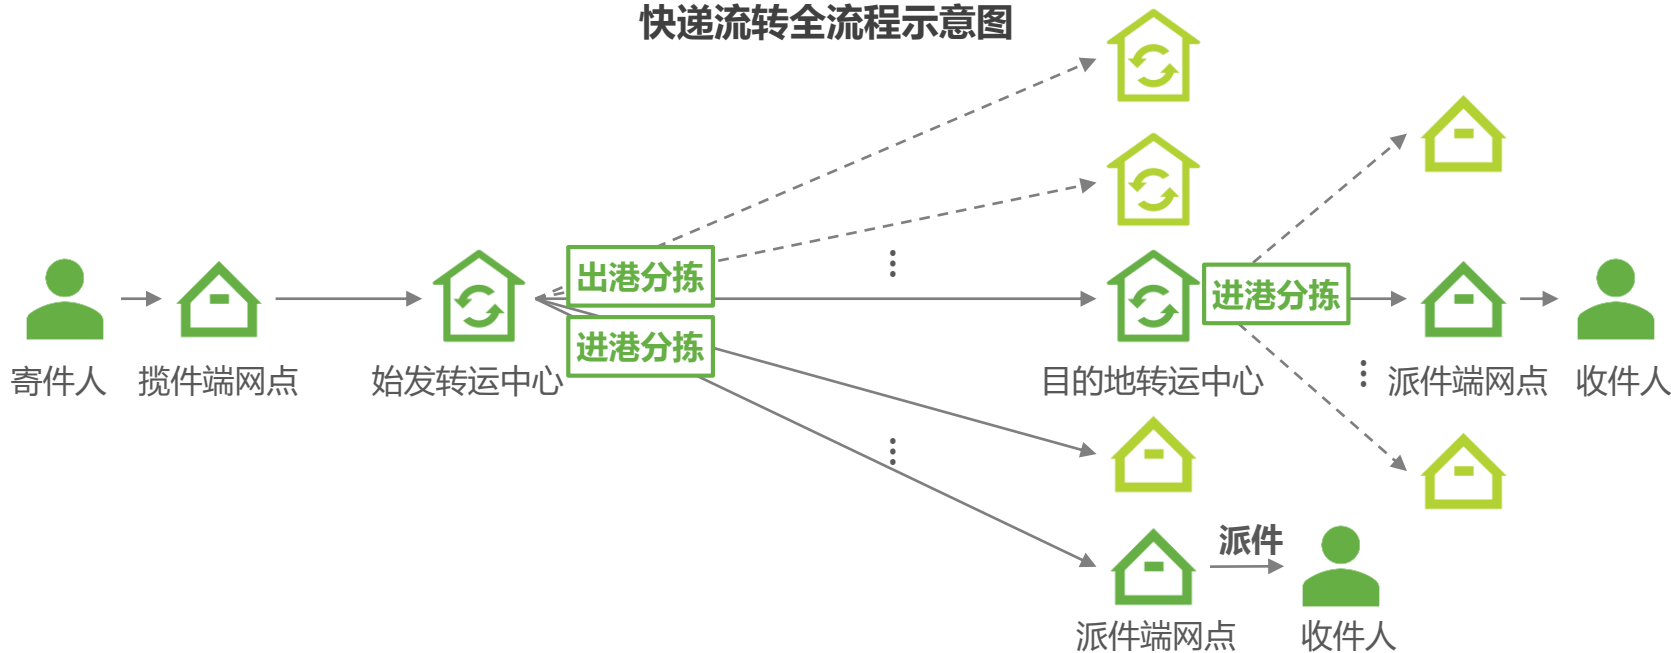 快递流转全流程示意图
出港分拣
进港分拣
进港分拣
寄件人
揽件端网点
始发转运中心
目的地转运中心
派件端网点
收件人
派件
派件端网点
收件人